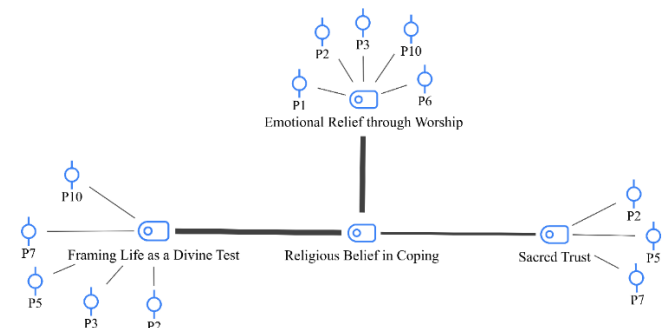 P2
P3
P10
P1
P6
Emotional Relief through Worship
P10
P2
P7
Framing Life as a Divine Test
Religious Belief in Coping
Sacred Trust
P5
P5
P7
P3
P2